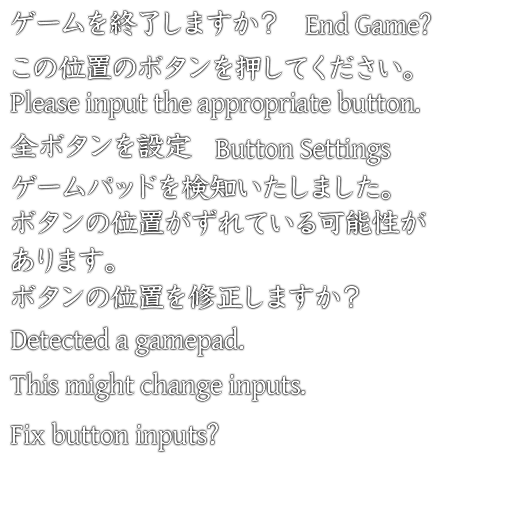 ゲームを終了しますか？ End Game?
この位置のボタンを押してください。
Please input the appropriate button.
全ボタンを設定 Button Settings
ゲームパッドを検知いたしました。
ボタンの位置がずれている可能性が
あります。
ボタンの位置を修正しますか？
Detected a gamepad.
This might change inputs.
Fix button inputs?